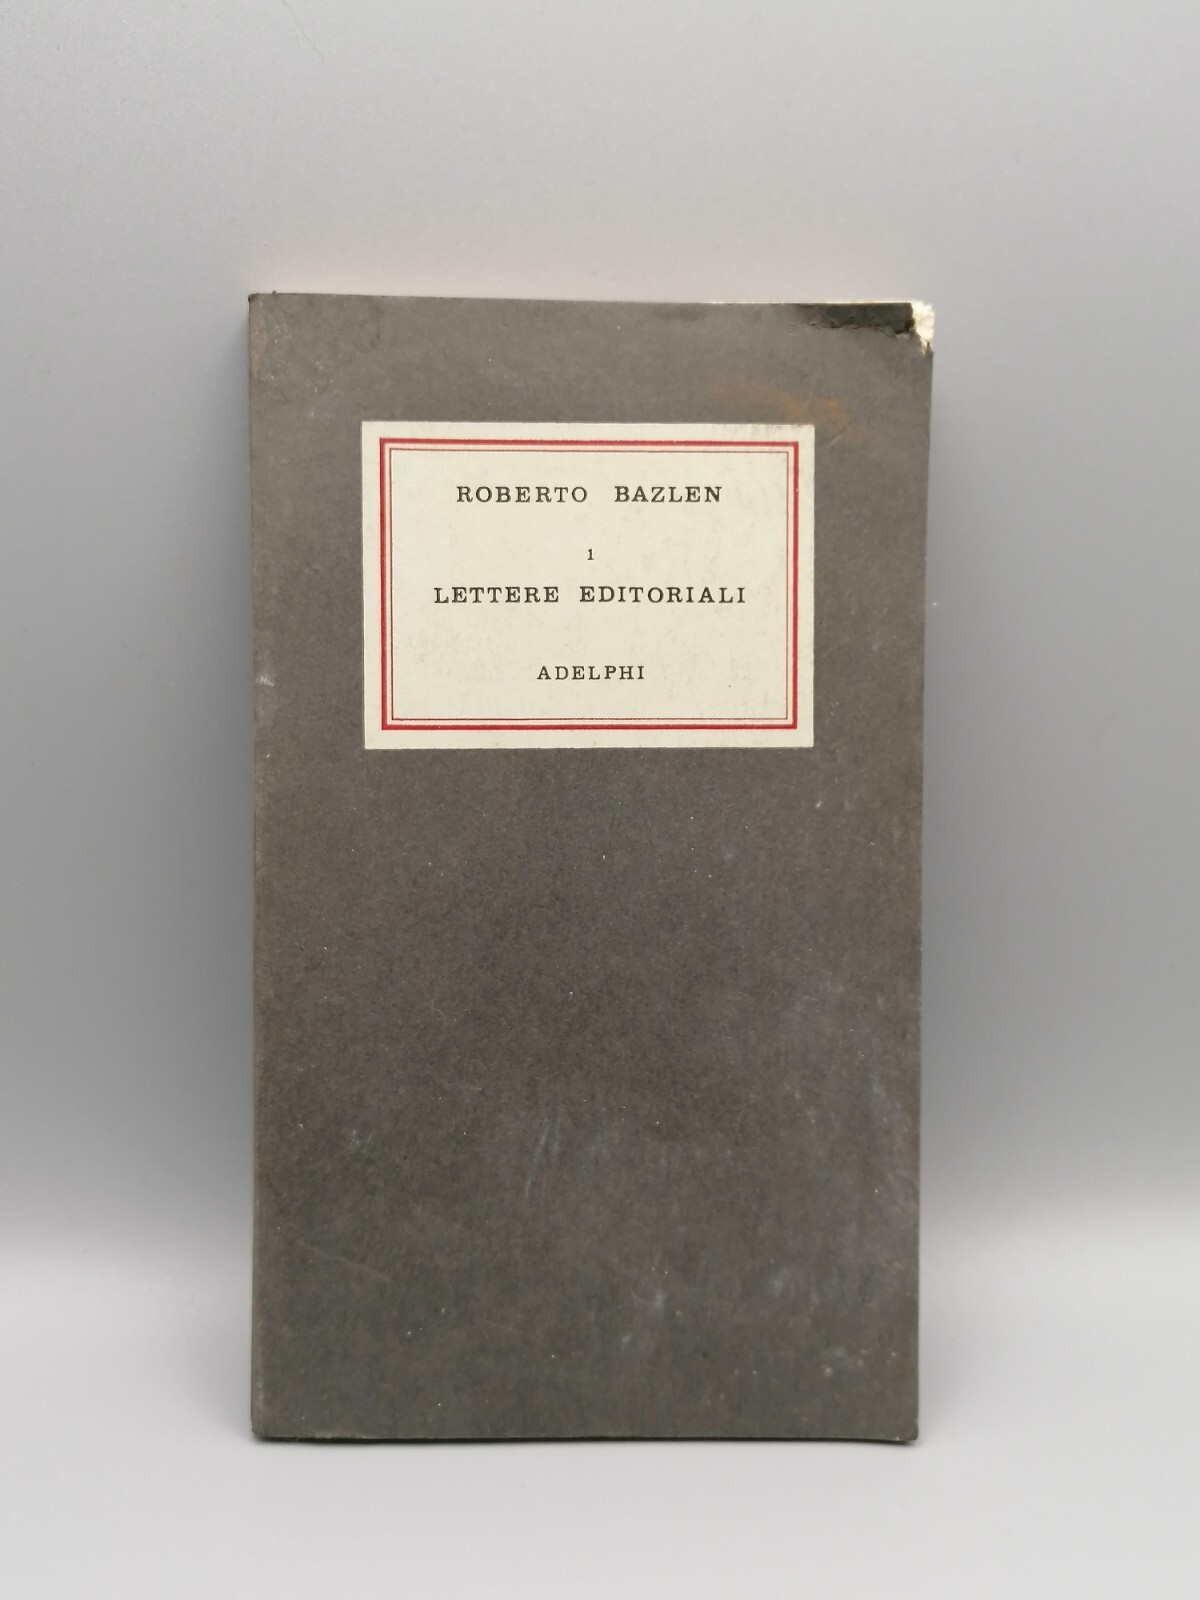 ROBERTO BAZLEN
1
LETTERE EDITORIALI
ADELPHI